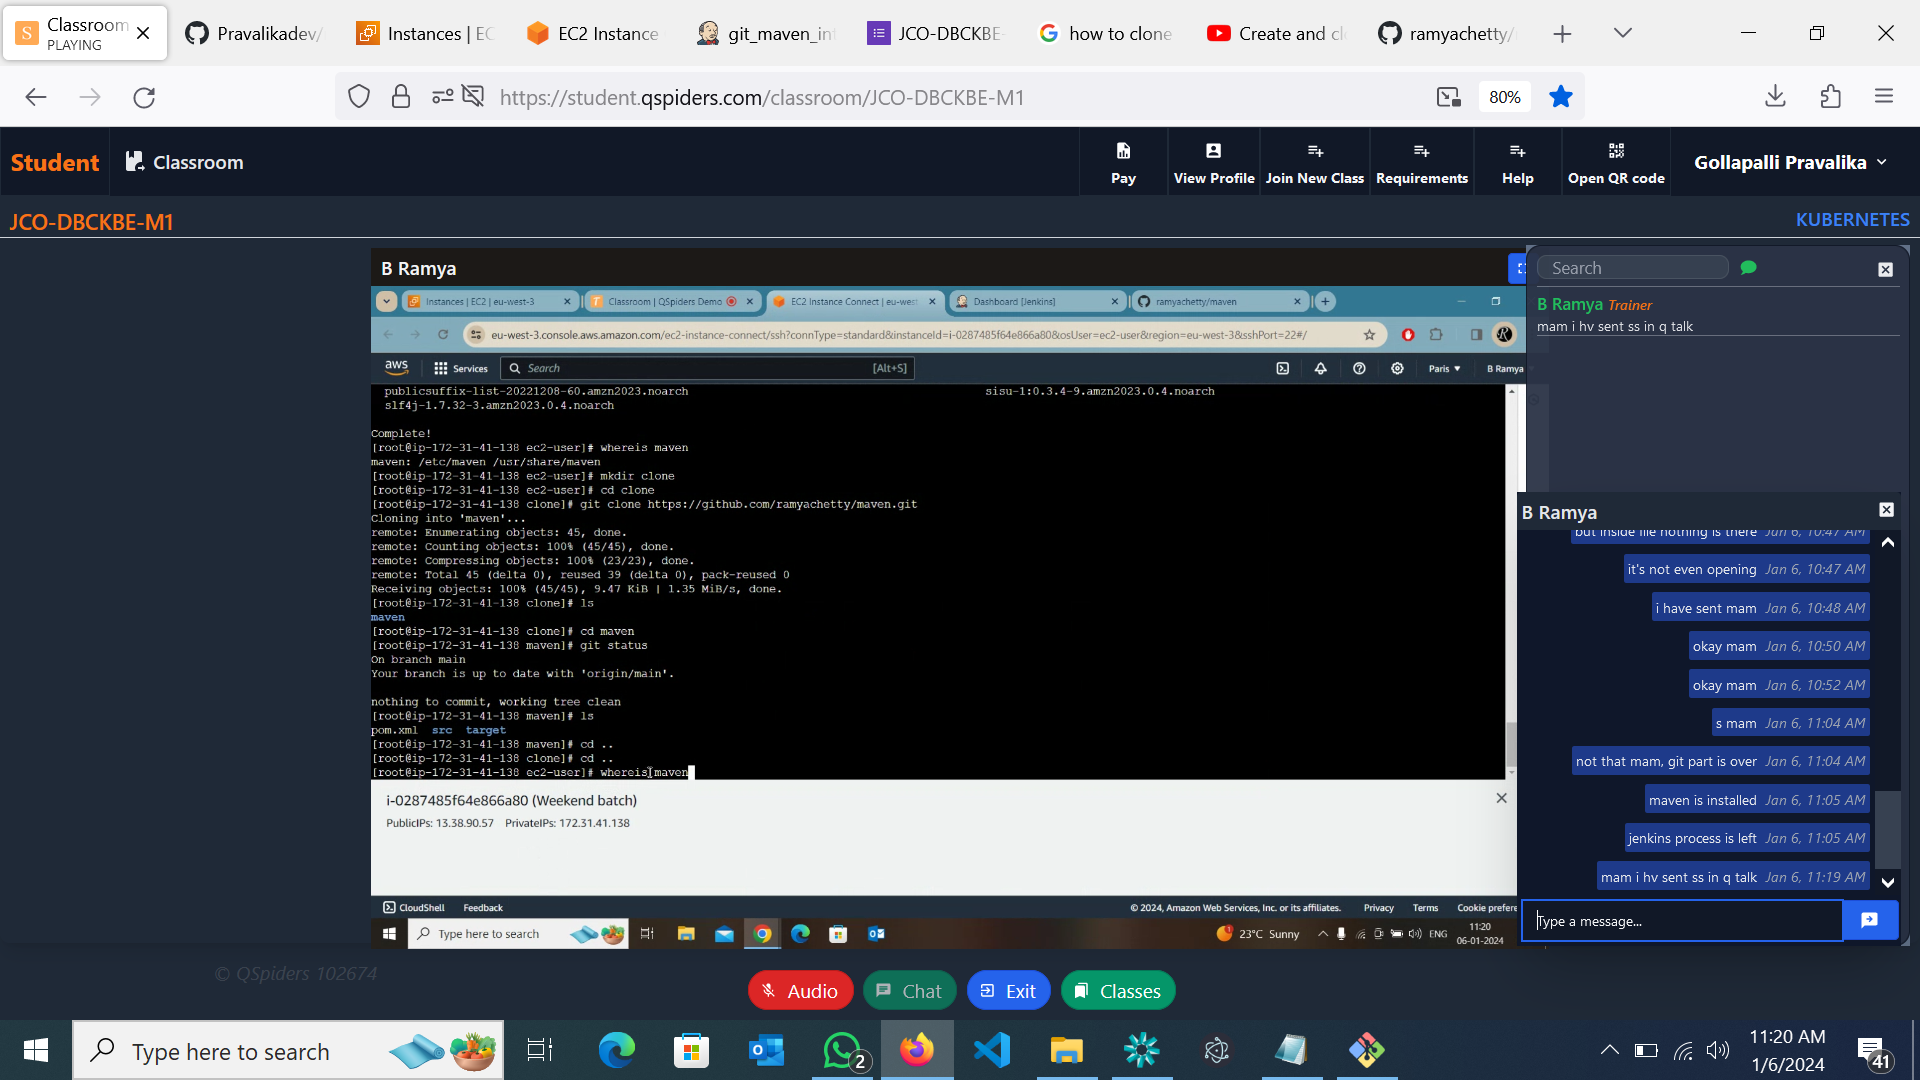 Classroom
PLAYING
Pravalikadev/
Instances | EC
EC2 Instance
git_maven_in
JCO-DBCKBE-
how to clone
Create and cl
ramyachetty/
https://student.qspiders.com/classroom/JCO-DBCKBE-M1
80%
Student
Classroom
Pay
View Profile
Join New Class
Requirements
Help
Open QR code
Gollapalli Pravalika
JCO-DBCKBE-M1
KUBERNETES
B Ramya
Instances | EC2 | eu-west-3
Classroom | QSpiders Demo
EC2 Instance Connect | eu-west
Dashboard [Jenkins]
ramyachetty/maven
eu-west-3.console.aws.amazon.com/ec2-instance-connect/ssh?connType=standard&instanceId=i-0287485f64e866a80&osUser=ec2-user&region=eu-west-3&sshPort=22#/
aws
Services
Search
[Alt+S]
Paris
B Ramya
publicsuffix-list-20221208-60.amzn2023.noarch sisu-1:0.3.4-9.amzn2023.0.4.noarch
slf4j-1.7.32-3.amzn2023.0.4.noarch
Complete!
[root@ip-172-31-41-138 ec2-user]# whereis maven
maven: /etc/maven /usr/share/maven
[root@ip-172-31-41-138 ec2-user]# mkdir clone
[root@ip-172-31-41-138 ec2-user]# cd clone
[root@ip-172-31-41-138 clone]# git clone https://github.com/ramyachetty/maven.git
Cloning into 'maven'...
remote: Enumerating objects: 45, done.
remote: Counting objects: 100% (45/45), done.
remote: Compressing objects: 100% (23/23), done.
remote: Total 45 (delta 0), reused 39 (delta 0), pack-reused 0
Receiving objects: 100% (45/45), 9.47 KiB | 1.35 MiB/s, done.
[root@ip-172-31-41-138 clone]# ls
maven
[root@ip-172-31-41-138 clone]# cd maven
[root@ip-172-31-41-138 maven]# git status
On branch main
Your branch is up to date with 'origin/main'.
nothing to commit, working tree clean
[root@ip-172-31-41-138 maven]# ls
pom.xml src target
[root@ip-172-31-41-138 maven]# cd ..
[root@ip-172-31-41-138 clone]# cd ..
[root@ip-172-31-41-138 ec2-user]# whereis maven
i-0287485f64e866a80 (Weekend batch)
PublicIPs: 13.38.90.57 PrivateIPs: 172.31.41.138
CloudShell
Feedback
© 2024, Amazon Web Services, Inc. or its affiliates.
Privacy
Terms
Cookie prefere
Type here to search
23°C Sunny
ENG
11:20
06-01-2024
Search
B Ramya Trainer
mam i hv sent ss in q talk
B Ramya
but inside file nothing is there Jan 6, 10:47 AM
it's not even opening Jan 6, 10:47 AM
i have sent mam Jan 6, 10:48 AM
okay mam Jan 6, 10:50 AM
okay mam Jan 6, 10:52 AM
s mam Jan 6, 11:04 AM
not that mam, git part is over Jan 6, 11:04 AM
maven is installed Jan 6, 11:05 AM
jenkins process is left Jan 6, 11:05 AM
mam i hv sent ss in q talk Jan 6, 11:19 AM
Type a message...
© QSpiders 102674
Audio
Chat
Exit
Classes
Type here to search
2
11:20 AM
1/6/2024
41